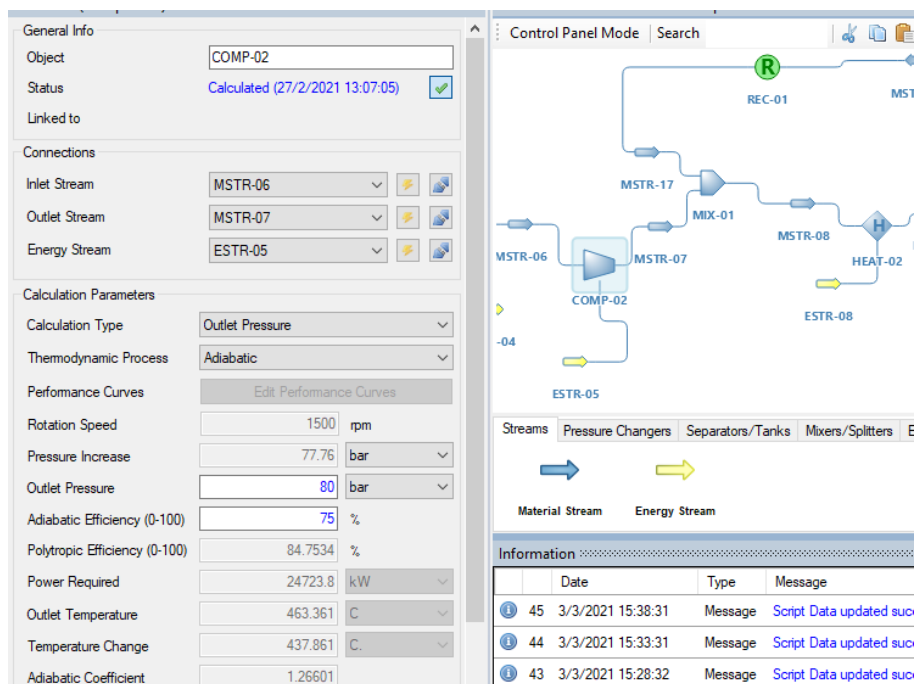 General Info
Object COMP-02
Status Calculated (27/2/2021 13:07:05)
Linked to
Connections
Inlet Stream MSTR-06
Outlet Stream MSTR-07
Energy Stream ESTR-05
Calculation Parameters
Calculation Type Outlet Pressure
Thermodynamic Process Adiabatic
Performance Curves Edit Performance Curves
Rotation Speed 1500 rpm
Pressure Increase 77.76 bar
Outlet Pressure 80 bar
Adiabatic Efficiency (0-100) 75 %
Polytropic Efficiency (0-100) 84.7534 %
Power Required 24723.8 kW
Outlet Temperature 463.361 C
Temperature Change 437.861 C.
Adiabatic Coefficient 1.26601
Control Panel Mode Search
R
REC-01 MST
MSTR-17
MIX-01
MSTR-08
H
MSTR-06 MSTR-07 HEAT-02
COMP-02
ESTR-08
-04
ESTR-05
Streams Pressure Changers Separators/Tanks Mixers/Splitters E
Material Stream Energy Stream
Information
Date Type Message
45 3/3/2021 15:38:31 Message Script Data updated suc
44 3/3/2021 15:33:31 Message Script Data updated suc
43 3/3/2021 15:28:32 Message Script Data updated suc